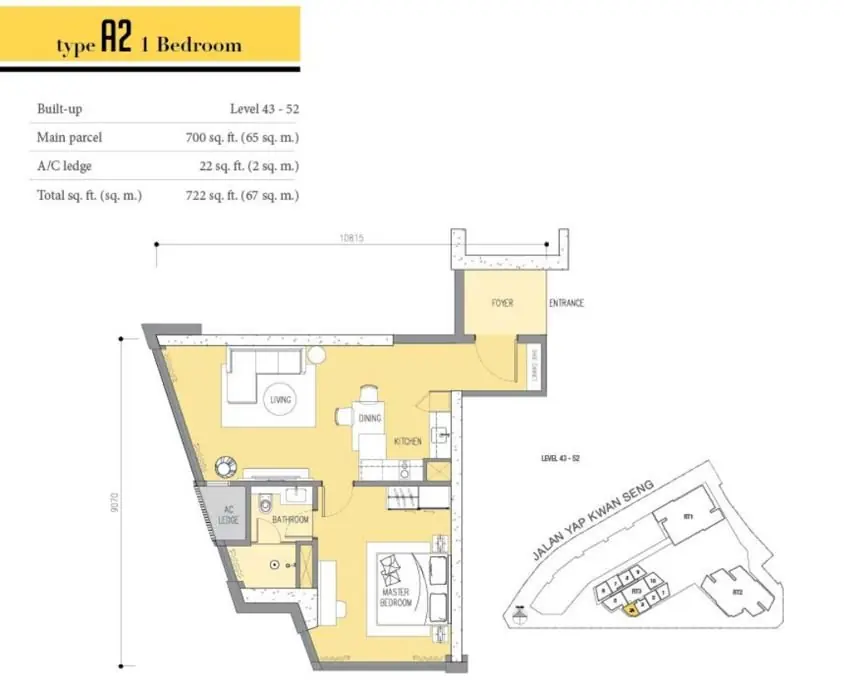 type A2 1 Bedroom
Built-up Level 43 - 52
Main parcel 700 sq. ft. (65 sq. m.)
A/C ledge 22 sq. ft. (2 sq. m.)
Total sq. ft. (sq. m.) 722 sq. ft. (67 sq. m.)
10815
FOYER
ENTRANCE
LIVING
DINING
KITCHEN
9070
AC
LEDGE
BATHROOM
MASTER
BEDROOM
LEVEL 43 - 52
JALAN YAP KWAN SENG
RT1
RT3
RT2